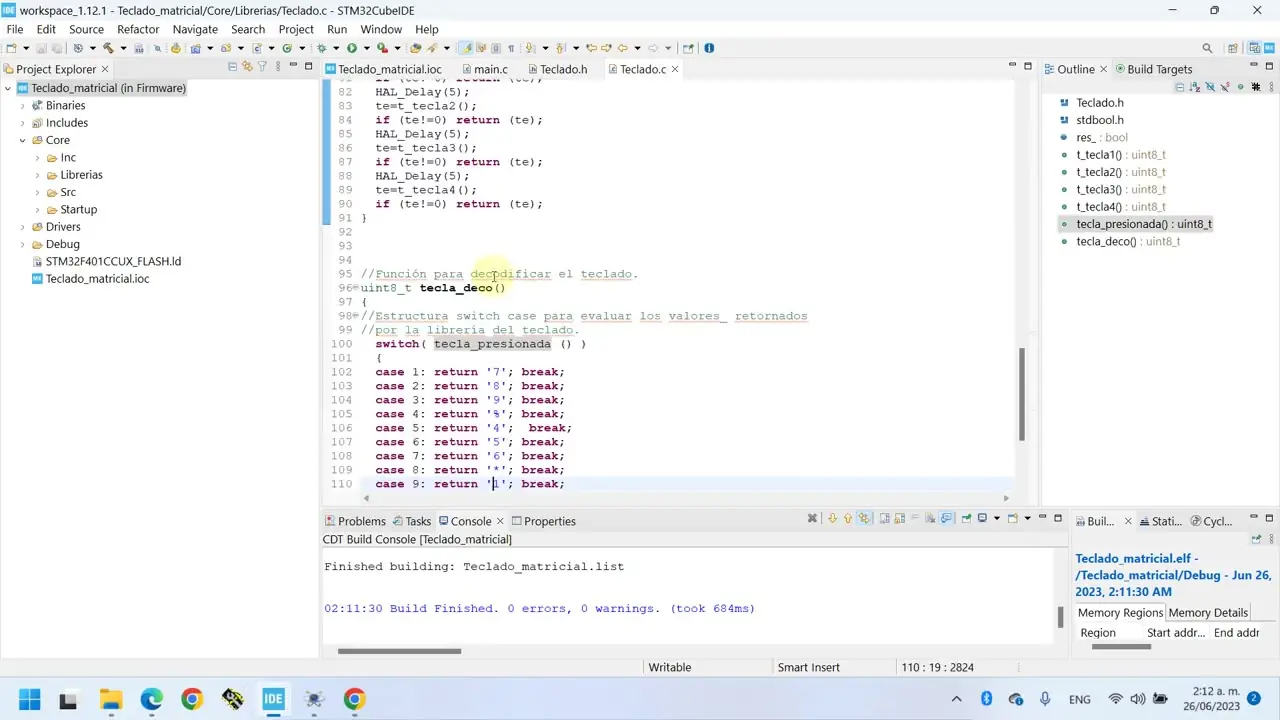 workspace_1.12.1 - Teclado_matricial/Core/Librerias/Teclado.c - STM32CubeIDE
File Edit Source Refactor Navigate Search Project Run Window Help
Project Explorer
Teclado_matricial (in Firmware)
Binaries
Includes
Core
Inc
Librerias
Src
Startup
Drivers
Debug
STM32F401CCUX_FLASH.ld
Teclado_matricial.ioc
Teclado_matricial.ioc main.c Teclado.h Teclado.c
82 HAL_Delay(5);
83 te=t_tecla2();
84 if (te!=0) return (te);
85 HAL_Delay(5);
86 te=t_tecla3();
87 if (te!=0) return (te);
88 HAL_Delay(5);
89 te=t_tecla4();
90 if (te!=0) return (te);
91 }
92
93
94
95 //Función para decodificar el teclado.
96 uint8_t tecla_deco()
97 {
98 //Estructura switch case para evaluar los valores_ retornados
99 //por la librería del teclado.
100 switch( tecla_presionada () )
101 {
102 case 1: return '7'; break;
103 case 2: return '8'; break;
104 case 3: return '9'; break;
105 case 4: return '%'; break;
106 case 5: return '4';  break;
107 case 6: return '5'; break;
108 case 7: return '6'; break;
109 case 8: return '*'; break;
110 case 9: return '1'; break;
Outline Build Targets
Teclado.h
stdbool.h
res_ : bool
t_tecla1() : uint8_t
t_tecla2() : uint8_t
t_tecla3() : uint8_t
t_tecla4() : uint8_t
tecla_presionada() : uint8_t
tecla_deco() : uint8_t
Problems Tasks Console Properties
CDT Build Console [Teclado_matricial]
Finished building: Teclado_matricial.list
02:11:30 Build Finished. 0 errors, 0 warnings. (took 684ms)
Buil... Stati... Cycl...
Teclado_matricial.elf -
/Teclado_matricial/Debug - Jun 26,
2023, 2:11:30 AM
Memory Regions Memory Details
Region Start addr... End addr
Writable Smart Insert 110 : 19 : 2824
IDE
ENG
2:12 a. m.
26/06/2023
2